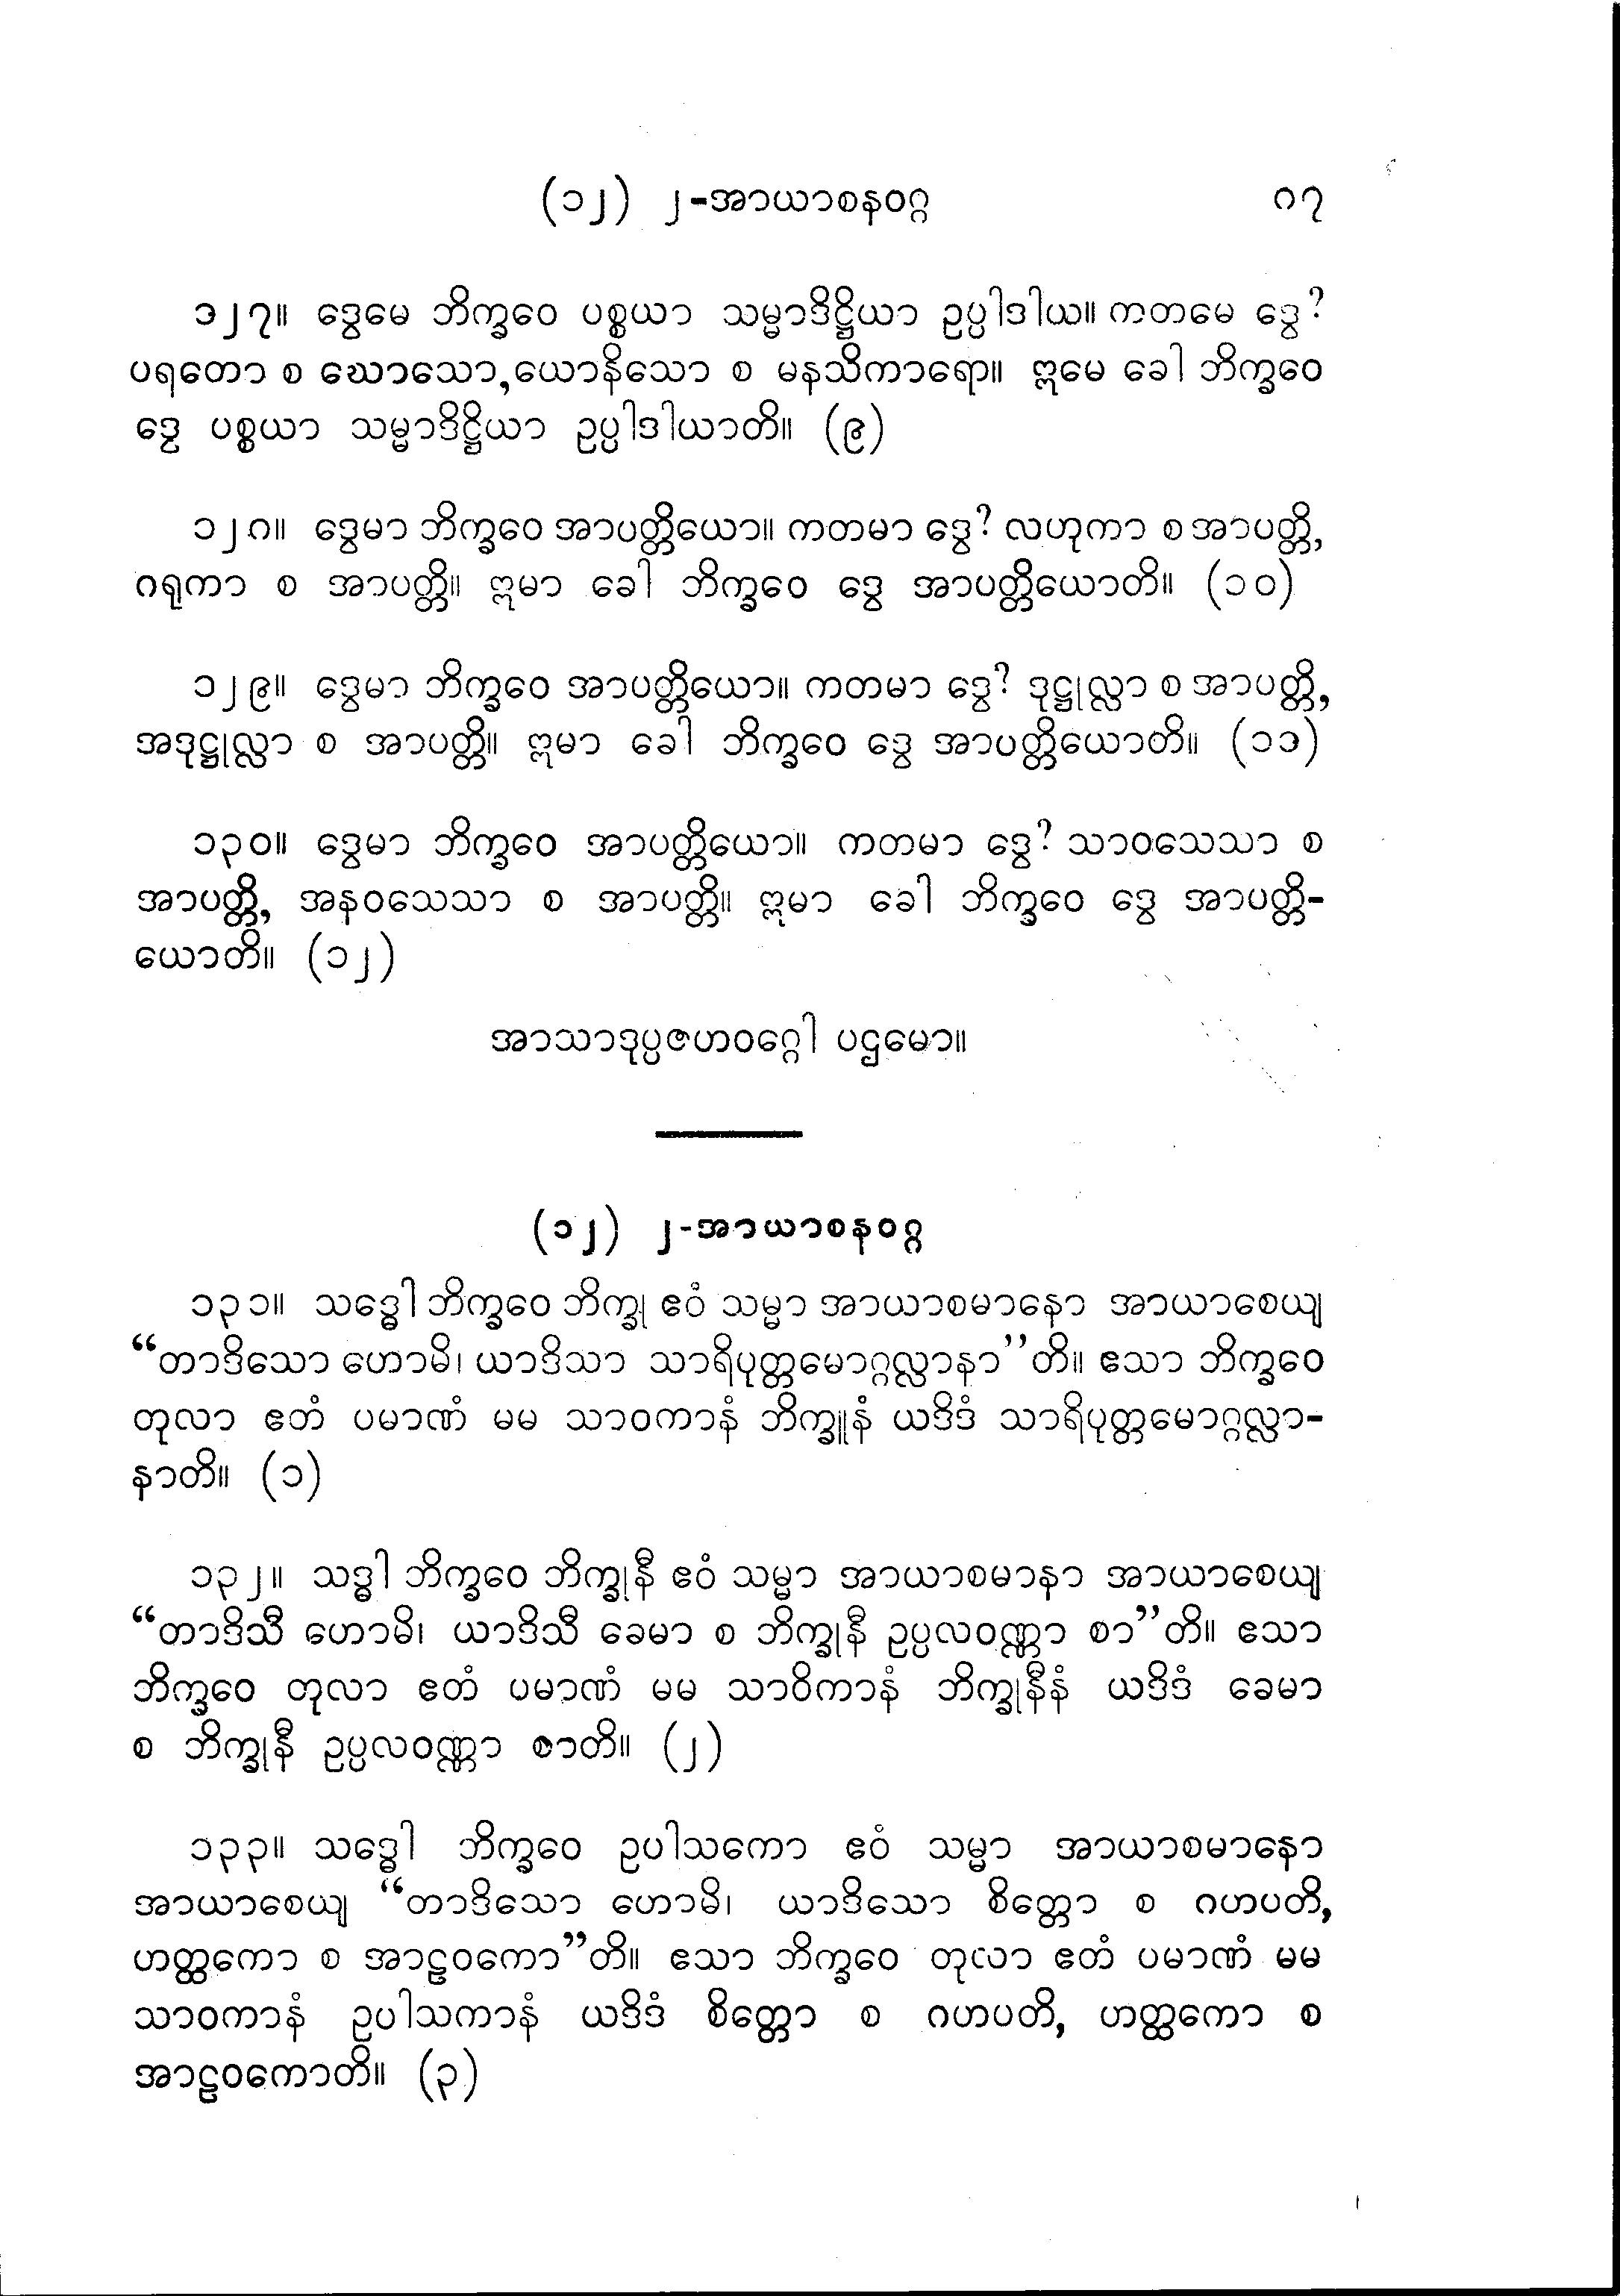 (၁၂) ၂-အာယာစနဝဂ္ဂ ၈၇
၁၂၇။ ဒွေမေ ဘိက္ခဝေ ပစ္စယာ သမ္မာဒိဋ္ဌိယာ ဥပ္ပါဒါယ။ ကတမေ ဒွေ?
ပရတော စ ဃောသော, ယောနိသော စ မနသိကာရော။ ဣမေ ခေါ ဘိက္ခဝေ
ဒွေ ပစ္စယာ သမ္မာဒိဋ္ဌိယာ ဥပ္ပါဒါယာတိ။ (၉)
၁၂၈။ ဒွေမာ ဘိက္ခဝေ အာပတ္တိယော။ ကတမာ ဒွေ? လဟုကာ စ အာပတ္တိ,
ဂရုကာ စ အာပတ္တိ။ ဣမာ ခေါ ဘိက္ခဝေ ဒွေ အာပတ္တိယောတိ။ (၁၀)
၁၂၉။ ဒွေမာ ဘိက္ခဝေ အာပတ္တိယော။ ကတမာ ဒွေ? ဒုဋ္ဌုလ္လာ စ အာပတ္တိ,
အဒုဋ္ဌုလ္လာ စ အာပတ္တိ။ ဣမာ ခေါ ဘိက္ခဝေ ဒွေ အာပတ္တိယောတိ။ (၁၁)
၁၃၀။ ဒွေမာ ဘိက္ခဝေ အာပတ္တိယော။ ကတမာ ဒွေ? သာဝသေသာ စ
အာပတ္တိ, အနဝသေသာ စ အာပတ္တိ။ ဣမာ ခေါ ဘိက္ခဝေ ဒွေ အာပတ္တိ-
ယောတိ။ (၁၂)
အာသာဒုပ္ပဇဟဝဂ္ဂေါ ပဌမော။
(၁၂) ၂-အာယာစနဝဂ္ဂ
၁၃၁။ သဒ္ဓေါ ဘိက္ခဝေ ဘိက္ခု ဧဝံ သမ္မာ အာယာစမာနော အာယာစေယျ
“တာဒိသော ဟောမိ၊ ယာဒိသာ သာရိပုတ္တမောဂ္ဂလ္လာနာ”တိ။ ဧသာ ဘိက္ခဝေ
တုလာ ဧတံ ပမာဏံ မမ သာဝကာနံ ဘိက္ခူနံ ယဒိဒံ သာရိပုတ္တမောဂ္ဂလ္လာ-
နာတိ။ (၁)
၁၃၂။ သဒ္ဓါ ဘိက္ခဝေ ဘိက္ခုနီ ဧဝံ သမ္မာ အာယာစမာနာ အာယာစေယျ
“တာဒိသီ ဟောမိ၊ ယာဒိသီ ခေမာ စ ဘိက္ခုနီ ဥပ္ပလဝဏ္ဏာ စာ”တိ။ ဧသာ
ဘိက္ခဝေ တုလာ ဧတံ ပမာဏံ မမ သာဝိကာနံ ဘိက္ခုနီနံ ယဒိဒံ ခေမာ
စ ဘိက္ခုနီ ဥပ္ပလဝဏ္ဏာ စာတိ။ (၂)
၁၃၃။ သဒ္ဓေါ ဘိက္ခဝေ ဥပါသကော ဧဝံ သမ္မာ အာယာစမာနော
အာယာစေယျ “တာဒိသော ဟောမိ၊ ယာဒိသော စိတ္တော စ ဂဟပတိ,
ဟတ္ထကော စ အာဠဝကော”တိ။ ဧသာ ဘိက္ခဝေ တုလာ ဧတံ ပမာဏံ မမ
သာဝကာနံ ဥပါသကာနံ ယဒိဒံ စိတ္တော စ ဂဟပတိ, ဟတ္ထကော စ
အာဠဝကောတိ။ (၃)